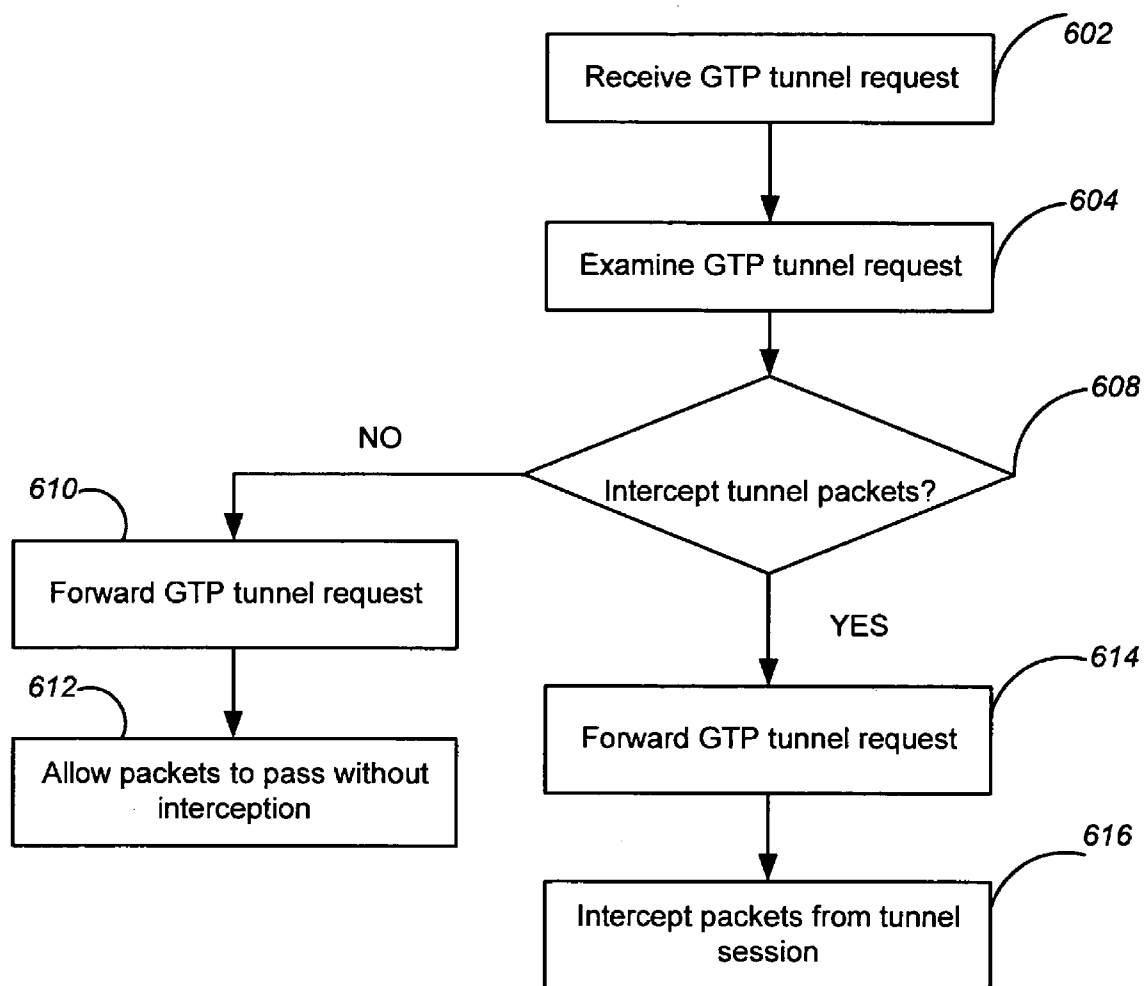 602
Receive GTP tunnel request
604
Examine GTP tunnel request
608
NO
Intercept tunnel packets?
610
Forward GTP tunnel request
YES
612
614
Allow packets to pass without
interception
Forward GTP tunnel request
616
Intercept packets from tunnel
session